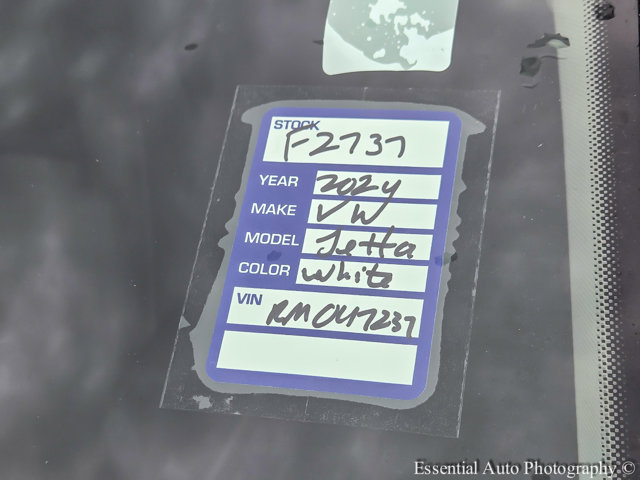 STOCK F2737
YEAR 2024
MAKE VW
MODEL Jetta
COLOR White
VIN RM047237
Essential Auto Photography ©